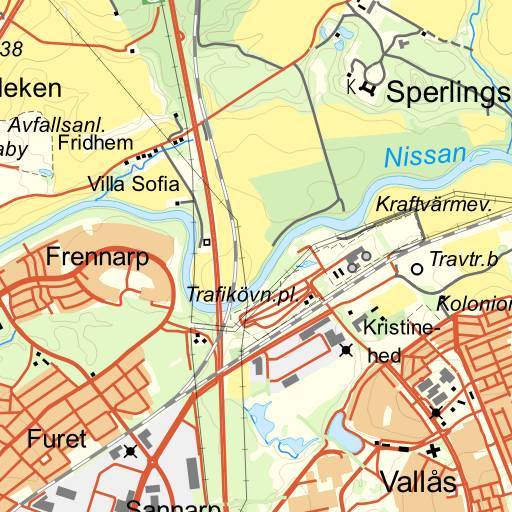 38
leken
Sperlings
K
Avfallsanl.
aby
Fridhem
Nissan
Villa Sofia
Kraftvärmev.
Frennarp
Travtr.b
Trafikövn.pl.
Kolonior
Kristine-
hed
Furet
Vallås
Sannarp